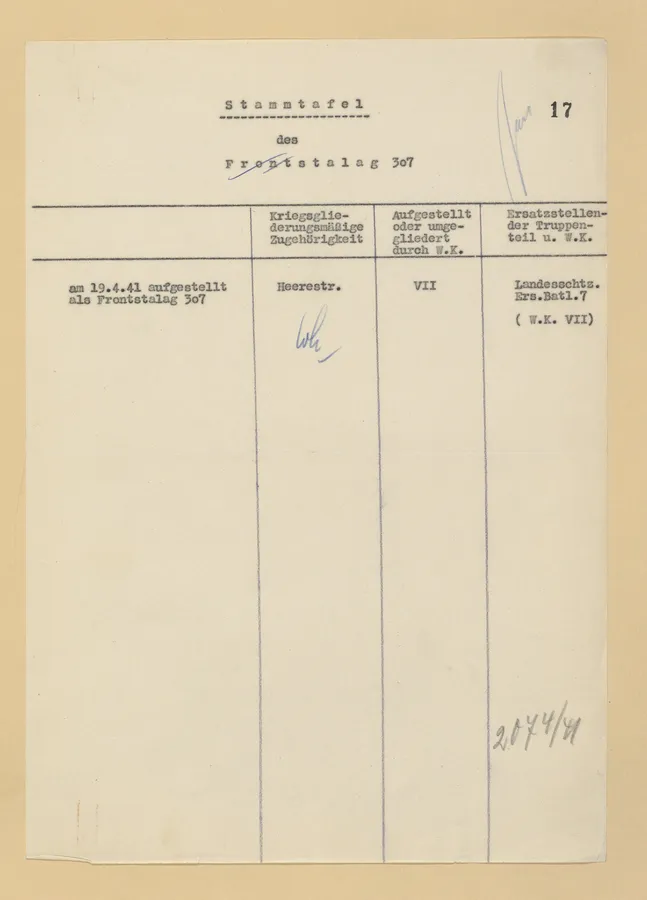 Stammtafel
17
des
Frontstalag 3o7
Kriegsglie-
derungsmäßige
Zugehörigkeit
Aufgestellt
oder umge-
gliedert
durch W.K.
Ersatzstellen-
der Truppen-
teil u. W.K.
am 19.4.41 aufgestellt
als Frontstalag 3o7
Heerestr.
VII
Landesschtz.
Ers.Batl.7
( W.K. VII)
2074/41